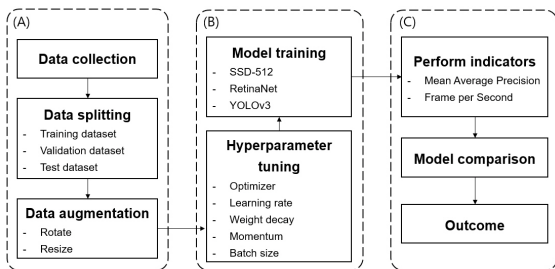 (A)
Data collection
Data splitting
- Training dataset
- Validation dataset
- Test dataset
Data augmentation
- Rotate
- Resize
(B)
Model training
- SSD-512
- RetinaNet
- YOLOv3
Hyperparameter
tuning
- Optimizer
- Learning rate
- Weight decay
- Momentum
- Batch size
(C)
Perform indicators
- Mean Average Precision
- Frame per Second
Model comparison
Outcome